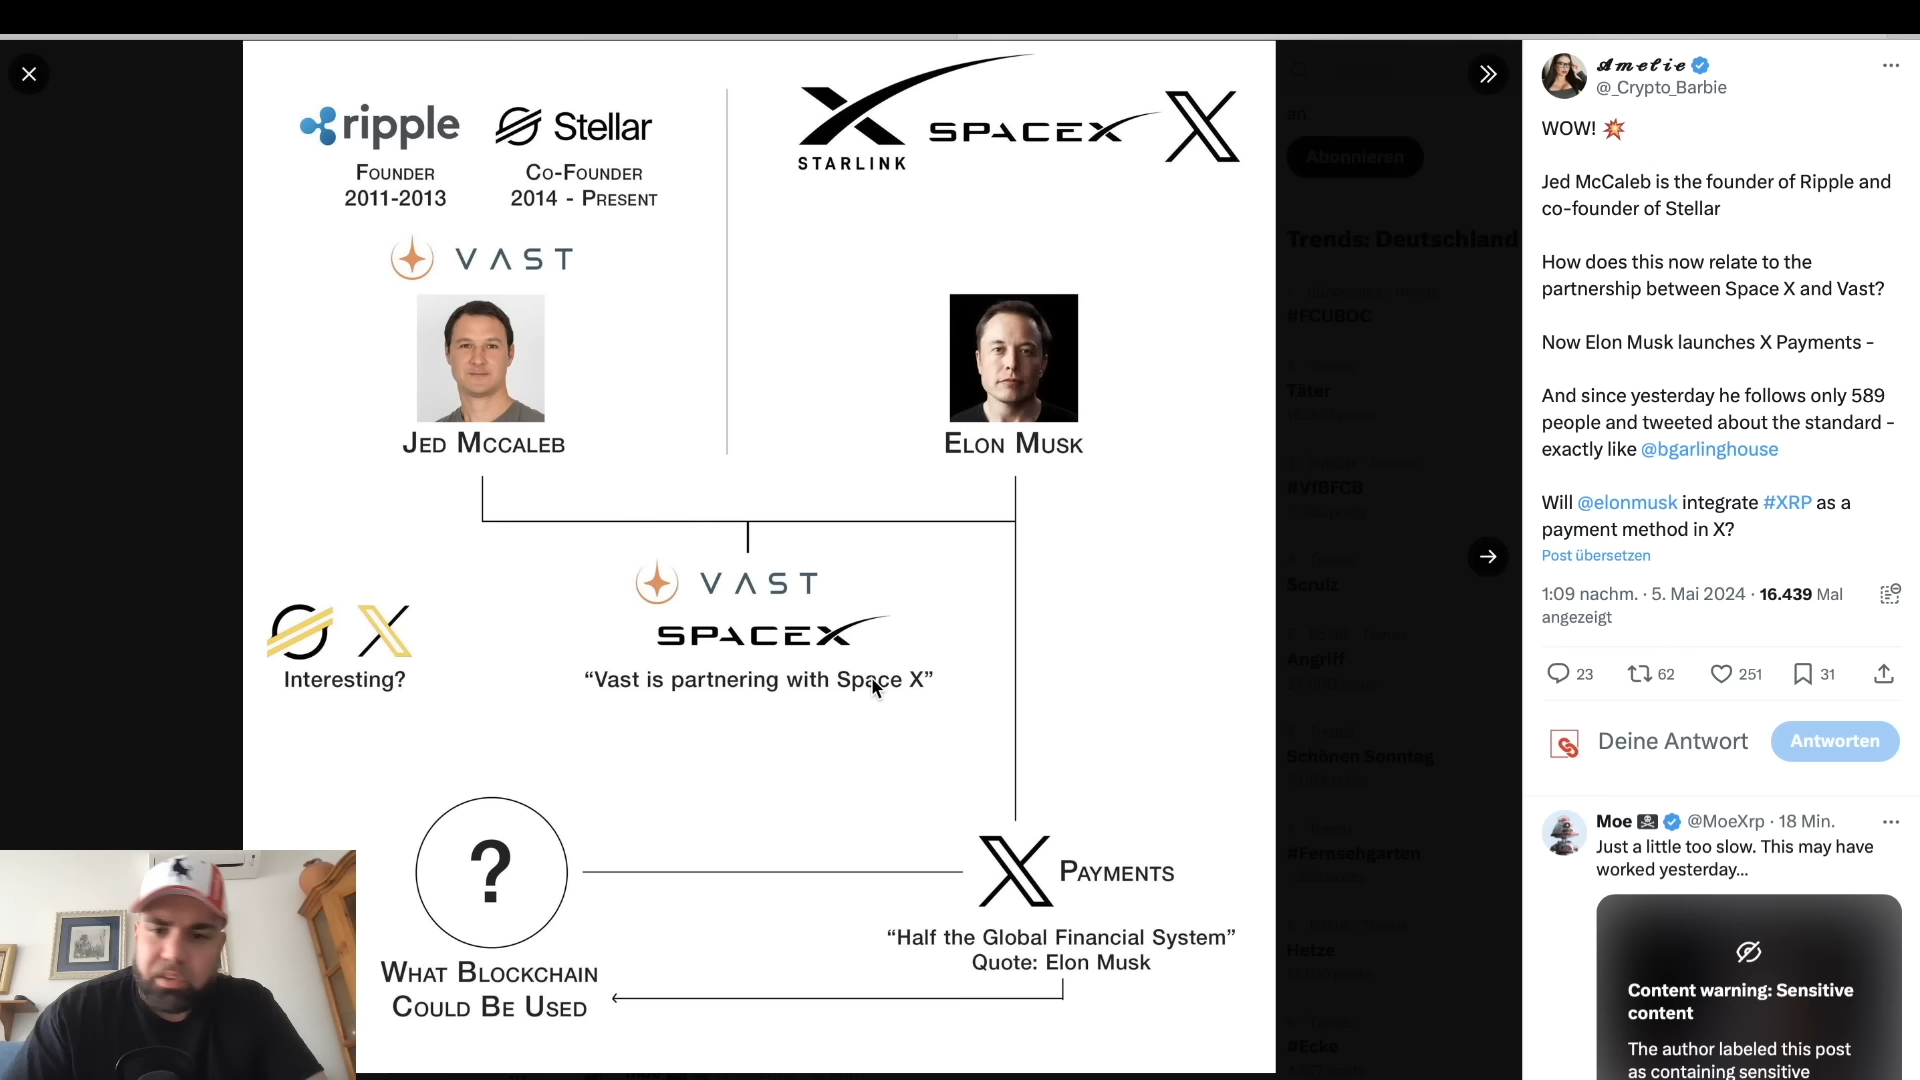 ripple
Stellar
FOUNDER
2011-2013
CO-FOUNDER
2014 - PRESENT
VAST
JED MCCALEB
STARLINK
SPACEX
ELON MUSK
VAST
SPACEX
“Vast is partnering with Space X”
Interesting?
?
WHAT BLOCKCHAIN
COULD BE USED
PAYMENTS
“Half the Global Financial System”
Quote: Elon Musk
Abonnieren
Trends: Deutschland
#FCUBOC
Täter
#VfBFCB
Angriff
Schönen Sonntag
#Fernsehgarten
Hetze
#Ecke
Amelie
@_Crypto_Barbie
WOW!
Jed McCaleb is the founder of Ripple and
co-founder of Stellar
How does this now relate to the
partnership between Space X and Vast?
Now Elon Musk launches X Payments -
And since yesterday he follows only 589
people and tweeted about the standard -
exactly like @bgarlinghouse
Will @elonmusk integrate #XRP as a
payment method in X?
Post übersetzen
1:09 nachm. · 5. Mai 2024 · 16.439 Mal
angezeigt
23 62 251 31
Deine Antwort
Antworten
Moe @MoeXrp · 18 Min.
Just a little too slow. This may have
worked yesterday...
Content warning: Sensitive
content
The author labeled this post
as containing sensitive